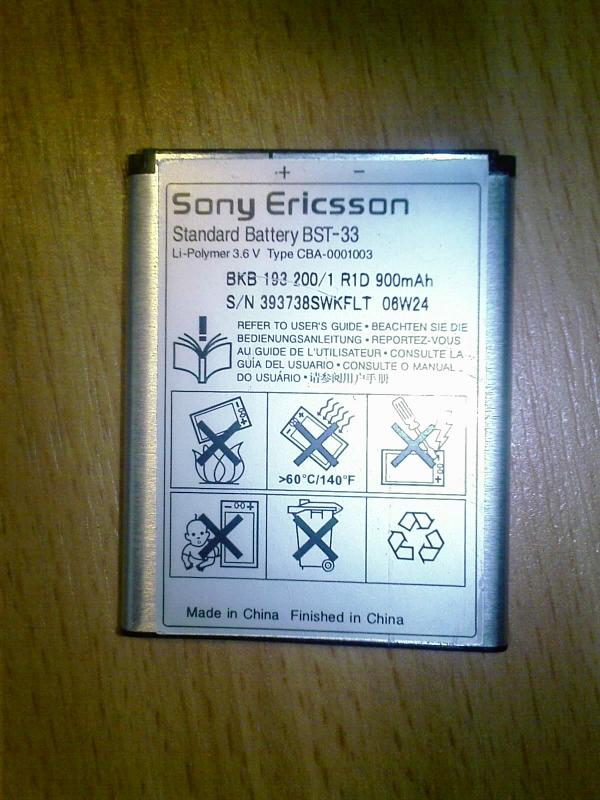 + −
Sony Ericsson
Standard Battery BST-33
Li-Polymer 3.6 V Type CBA-0001003
BKB 193 200/1 R1D 900mAh
S/N 393738SWKFLT 06W24
REFER TO USER'S GUIDE • BEACHTEN SIE DIE
BEDIENUNGSANLEITUNG • REPORTEZ-VOUS
AU GUIDE DE L'UTILISATEUR • CONSULTE LA
GUÍA DEL USUARIO • CONSULTE O MANUAL
DO USUÁRIO • 请参阅用户手册
>60°C/140°F
Made in China Finished in China